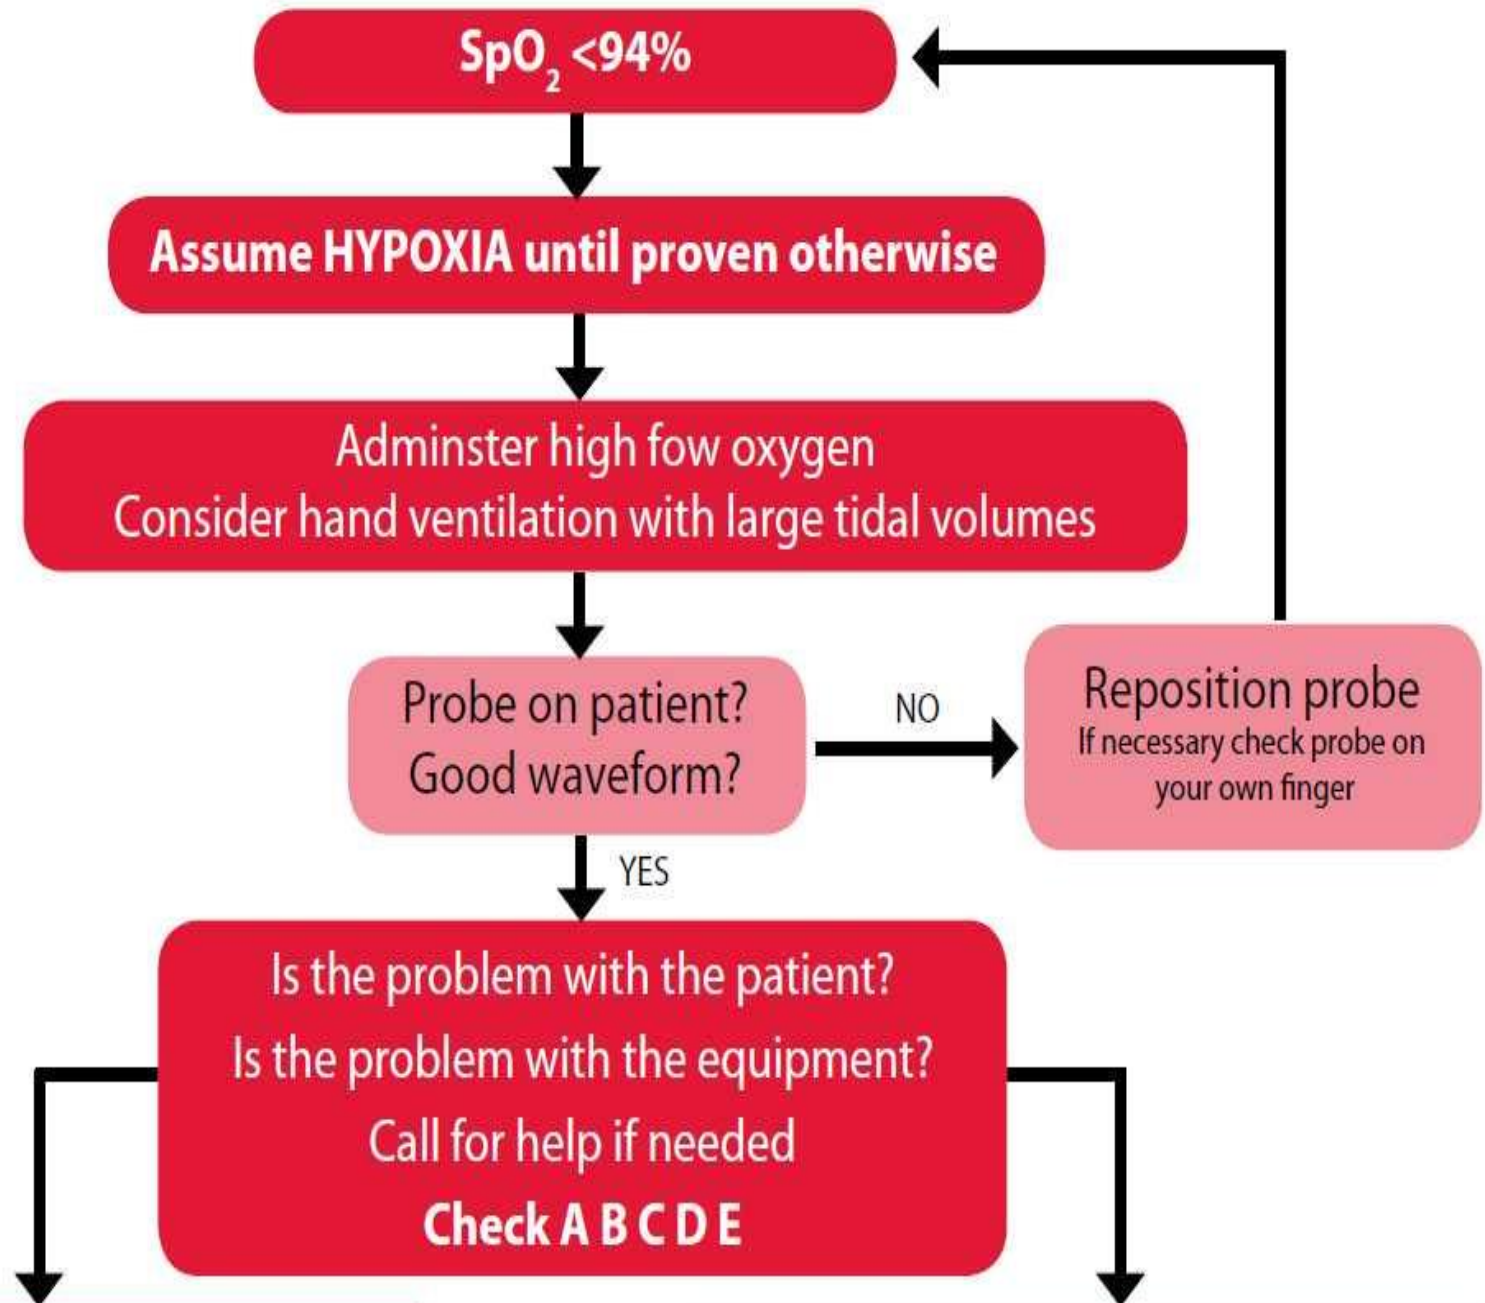 SpO₂ <94%
Assume HYPOXIA until proven otherwise
Adminster high fow oxygen
Consider hand ventilation with large tidal volumes
Probe on patient?
Good waveform?
NO
Reposition probe
If necessary check probe on
your own finger
YES
Is the problem with the patient?
Is the problem with the equipment?
Call for help if needed
Check A B C D E